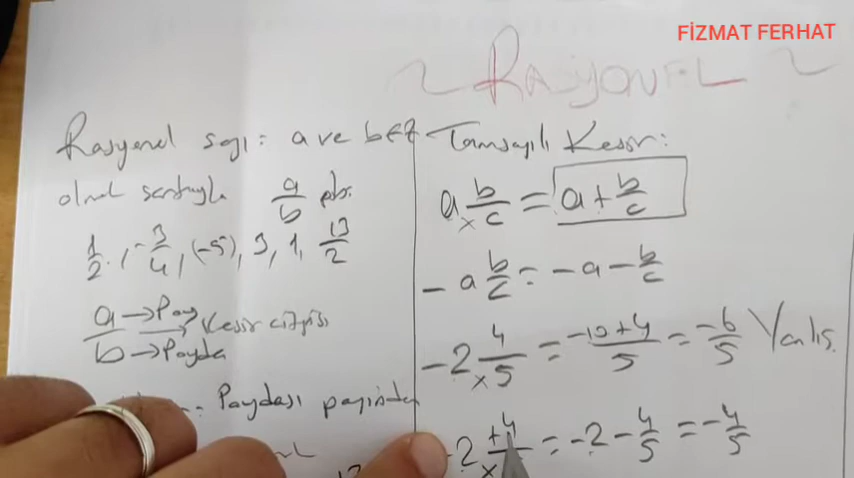 FİZMAT FERHAT
~ RASYONEL ~
Rasyonel sayı: a ve b ∈ Z
olmak şartıyla a/b
1/2, -3/4, (-5), 3, 1, 13/2
a → Pay
Kesir çizgisi
b → Payda
Paydası payından
Tamsayılı Kesir:
a b/c = a + b/c
- a b/c = - a - b/c
-2 4/5 = -10+4/5 = -6/5 Yanlış.
2 +4 = -2 - 4/5 = -4/5